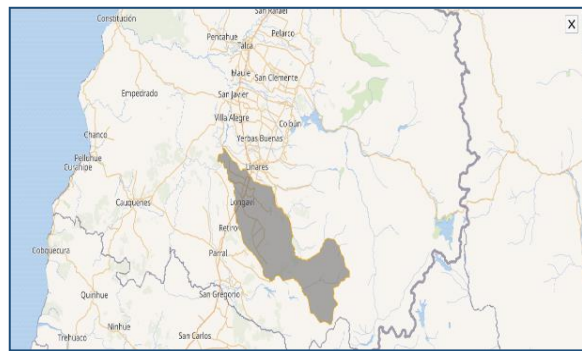 San Rafael
Constitución
Pencahue
Pelarco
Talca
Maule
San Clemente
Empedrado
San Javier
Villa Alegre
Colbún
Chanco
Yerbas Buenas
Pelluhue
Curanipe
Linares
Cauquenes
Longaví
Retiro
Parral
Cobquecura
Quirihue
San Gregorio
Ninhue
Trehuaco
San Carlos
X